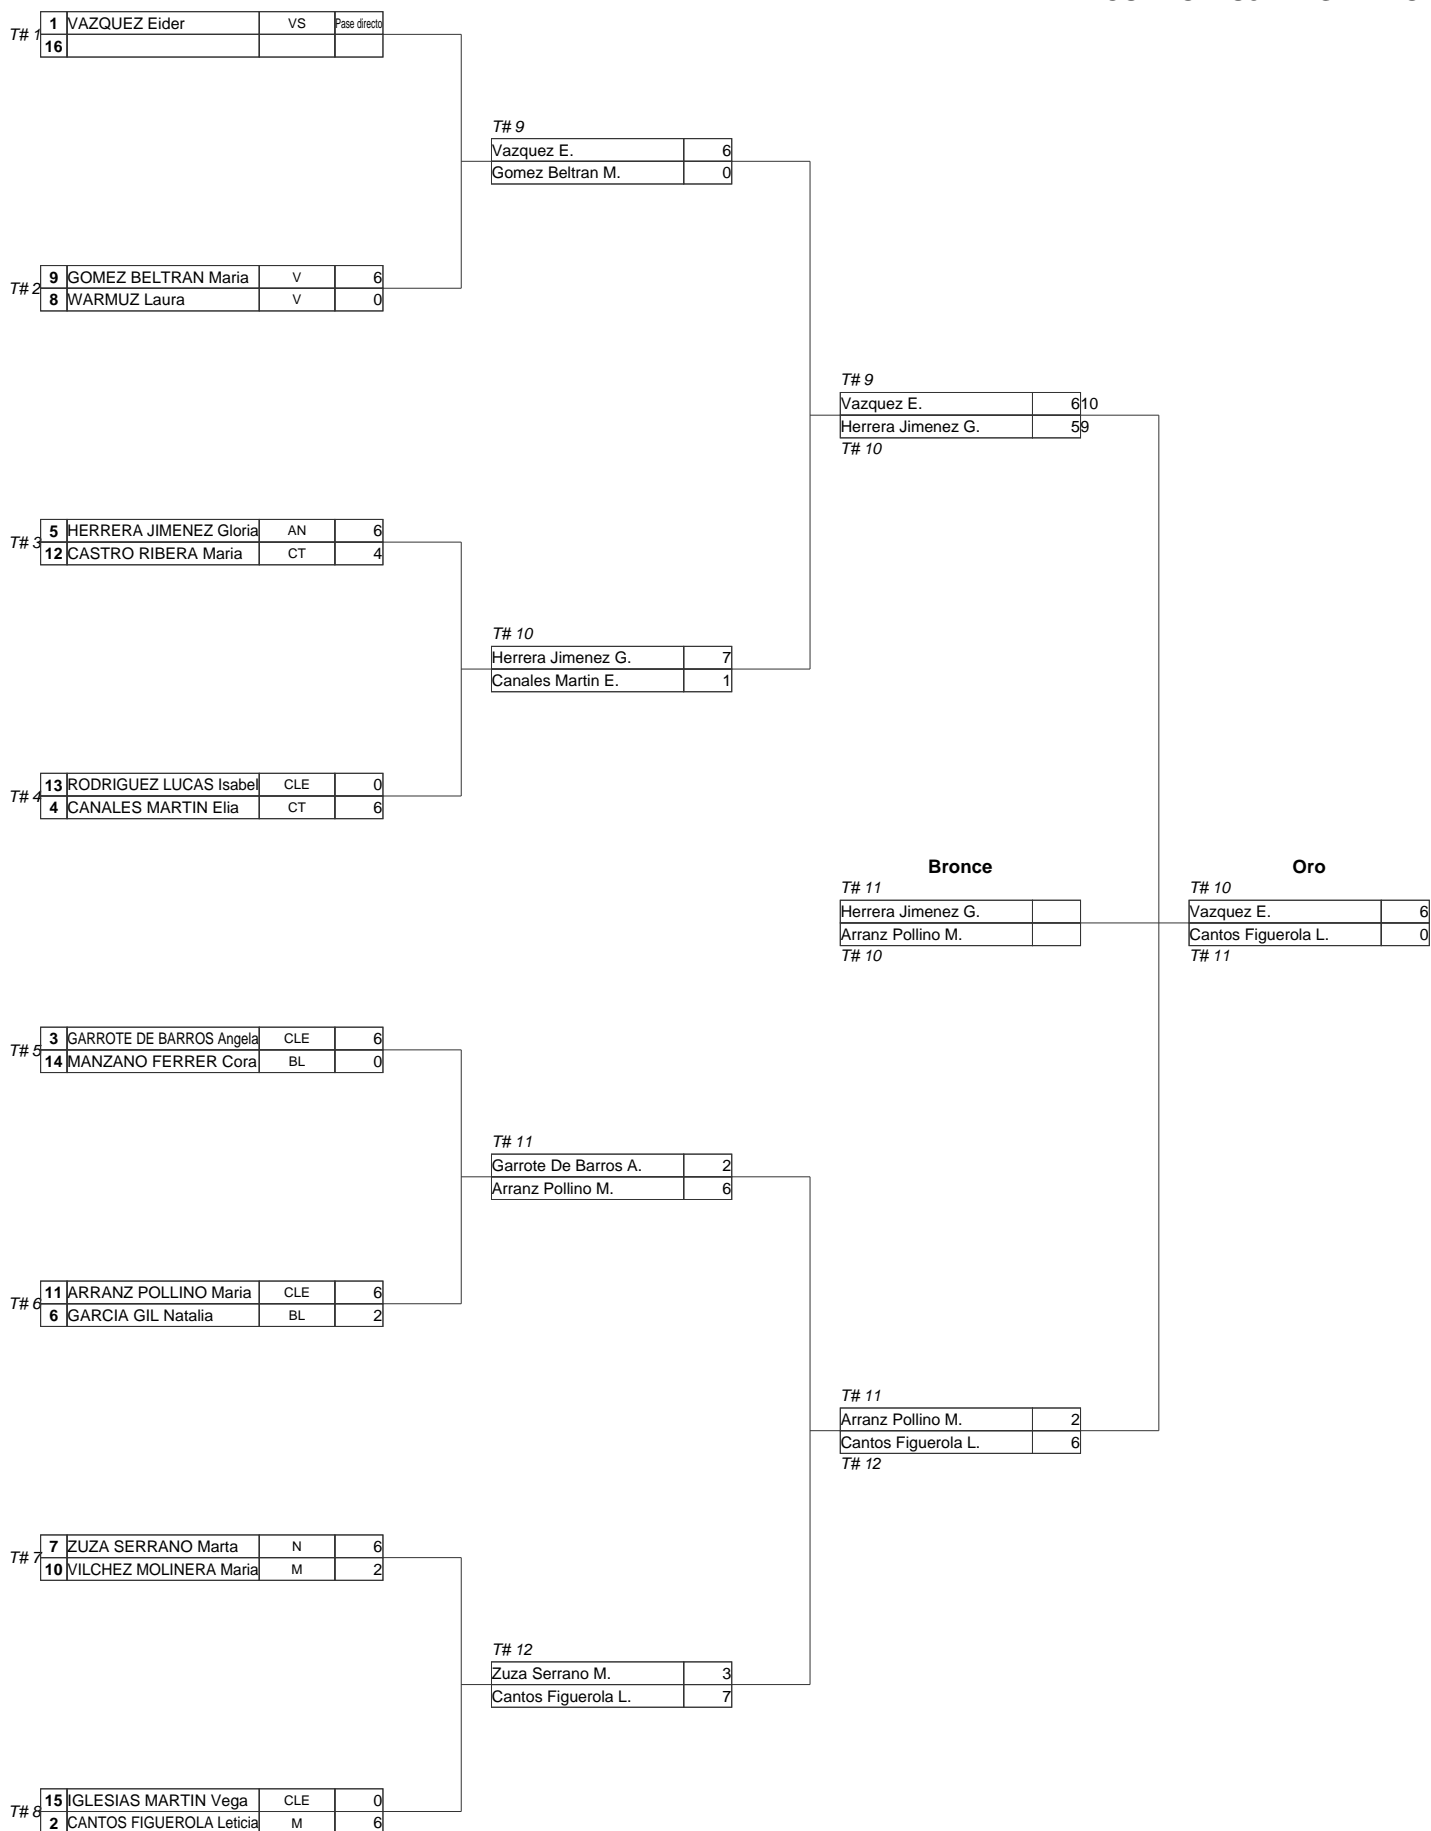 T# 1
1 VAZQUEZ Eider VS Pase directo
16
T# 9
Vazquez E. 6
Gomez Beltran M. 0
T# 2
9 GOMEZ BELTRAN Maria V 6
8 WARMUZ Laura V 0
T# 9
Vazquez E. 6 10
Herrera Jimenez G. 5 9
T# 10
T# 3
5 HERRERA JIMENEZ Gloria AN 6
12 CASTRO RIBERA Maria CT 4
T# 10
Herrera Jimenez G. 7
Canales Martin E. 1
T# 4
13 RODRIGUEZ LUCAS Isabel CLE 0
4 CANALES MARTIN Elia CT 6
Bronce
T# 11
Herrera Jimenez G.
Arranz Pollino M.
T# 10
Oro
T# 10
Vazquez E. 6
Cantos Figuerola L. 0
T# 11
T# 5
3 GARROTE DE BARROS Angela CLE 6
14 MANZANO FERRER Cora BL 0
T# 11
Garrote De Barros A. 2
Arranz Pollino M. 6
T# 6
11 ARRANZ POLLINO Maria CLE 6
6 GARCIA GIL Natalia BL 2
T# 11
Arranz Pollino M. 2
Cantos Figuerola L. 6
T# 12
T# 7
7 ZUZA SERRANO Marta N 6
10 VILCHEZ MOLINERA Maria M 2
T# 12
Zuza Serrano M. 3
Cantos Figuerola L. 7
T# 8
15 IGLESIAS MARTIN Vega CLE 0
2 CANTOS FIGUEROLA Leticia M 6